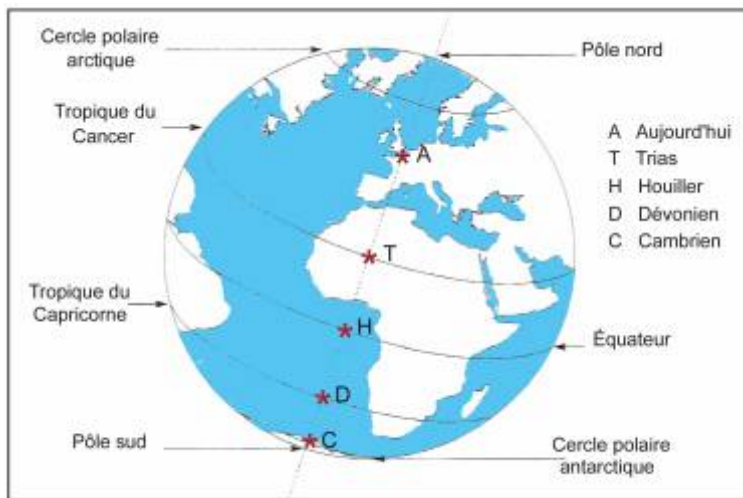 Cercle polaire
arctique
Pôle nord
Tropique du
Cancer
A Aujourd'hui
T Trias
H Houiller
D Dévonien
C Cambrien
A
T
Tropique du
Capricorne
H
Équateur
D
Pôle sud
C
Cercle polaire
antarctique